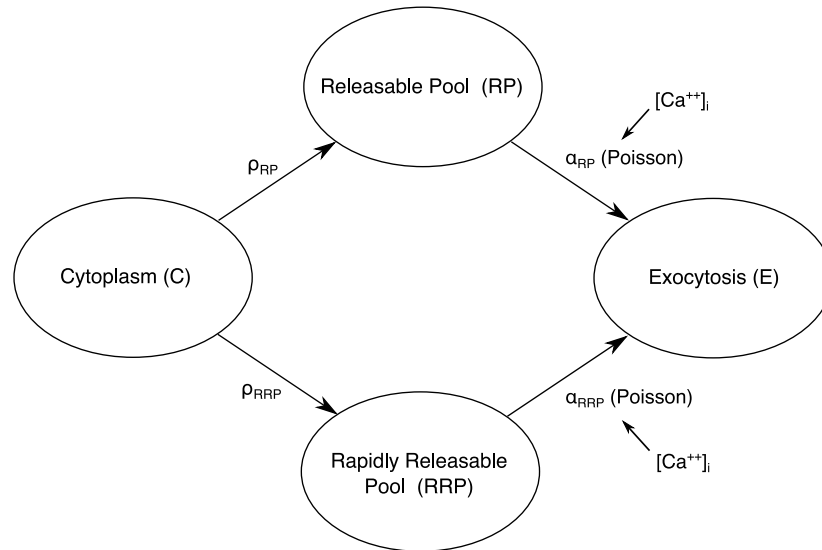 Releasable Pool (RP)
[Ca⁺⁺]ᵢ
ρRP
αRP (Poisson)
Cytoplasm (C)
Exocytosis (E)
ρRRP
αRRP (Poisson)
Rapidly Releasable
Pool (RRP)
[Ca⁺⁺]ᵢ